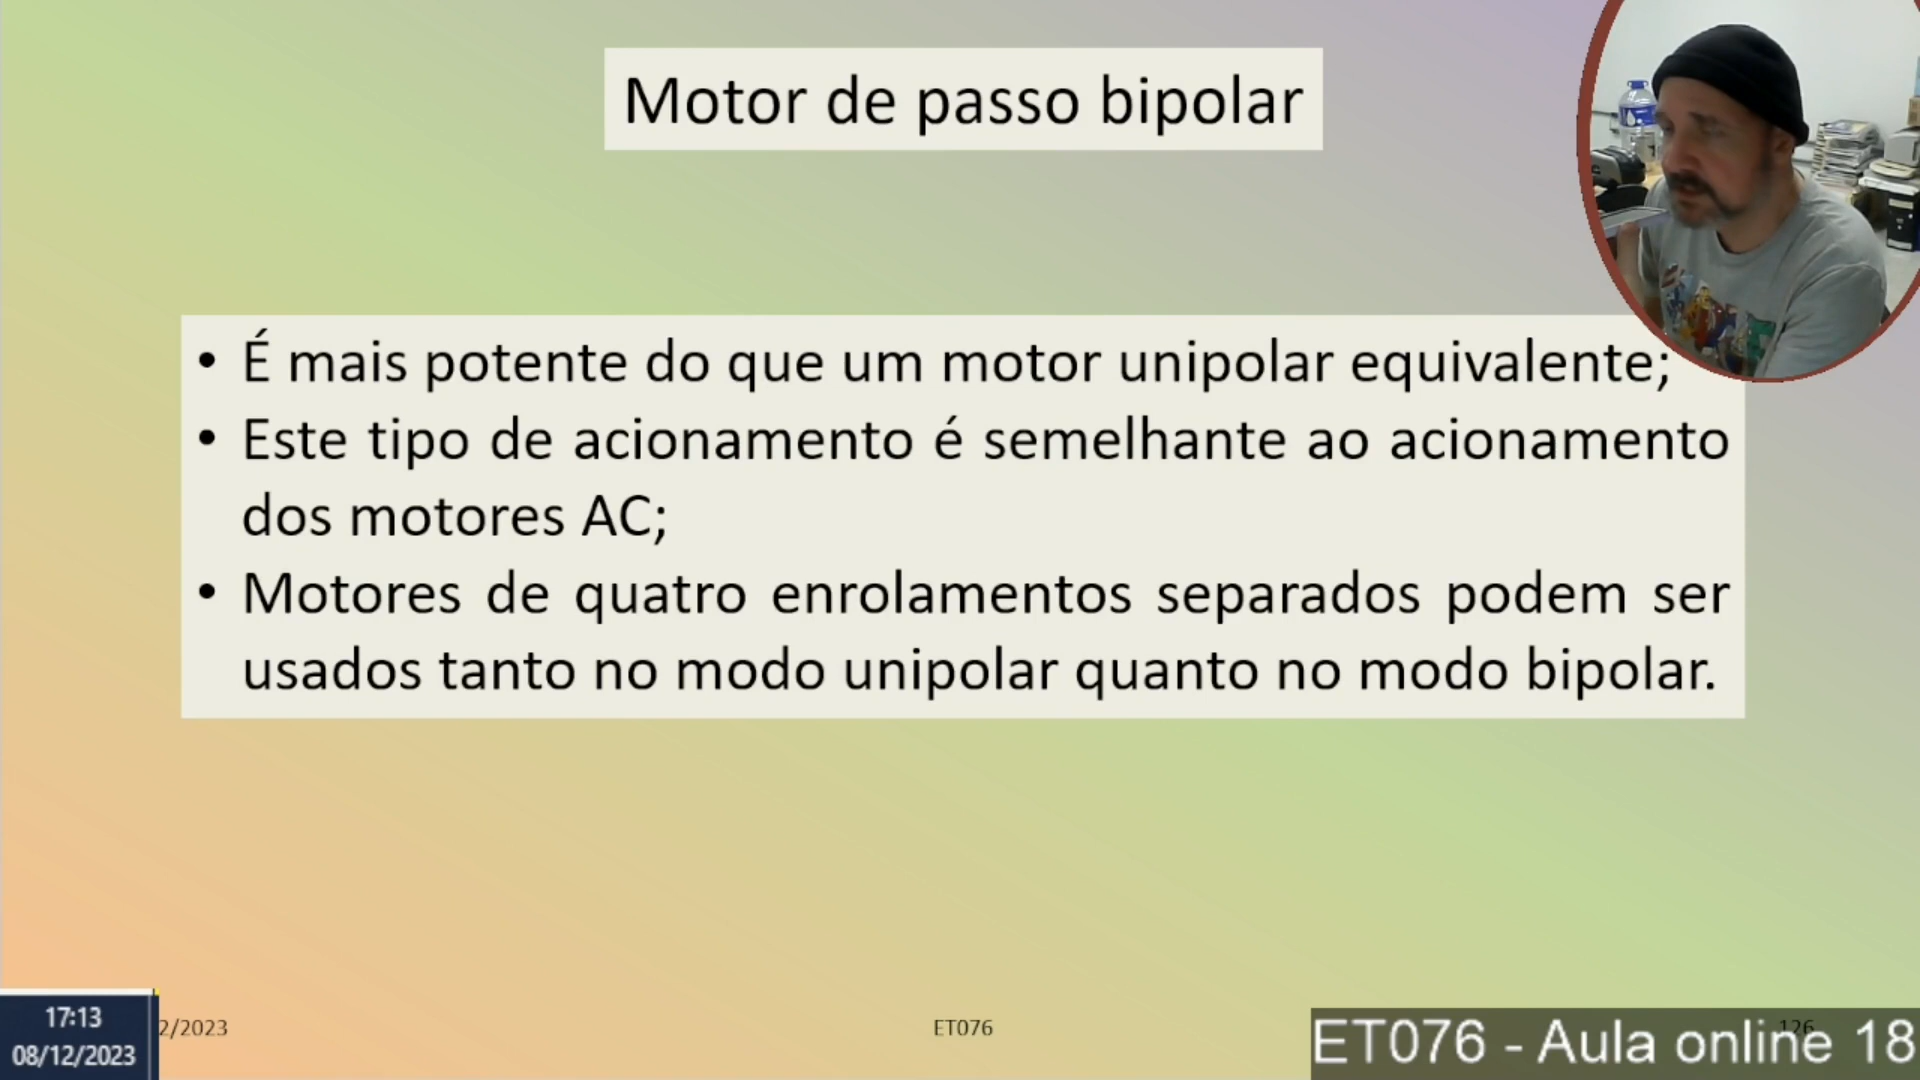 Motor de passo bipolar
• É mais potente do que um motor unipolar equivalente;
• Este tipo de acionamento é semelhante ao acionamento
dos motores AC;
• Motores de quatro enrolamentos separados podem ser
usados tanto no modo unipolar quanto no modo bipolar.
17:13
08/12/2023
2/2023
ET076
126
ET076 - Aula online 18